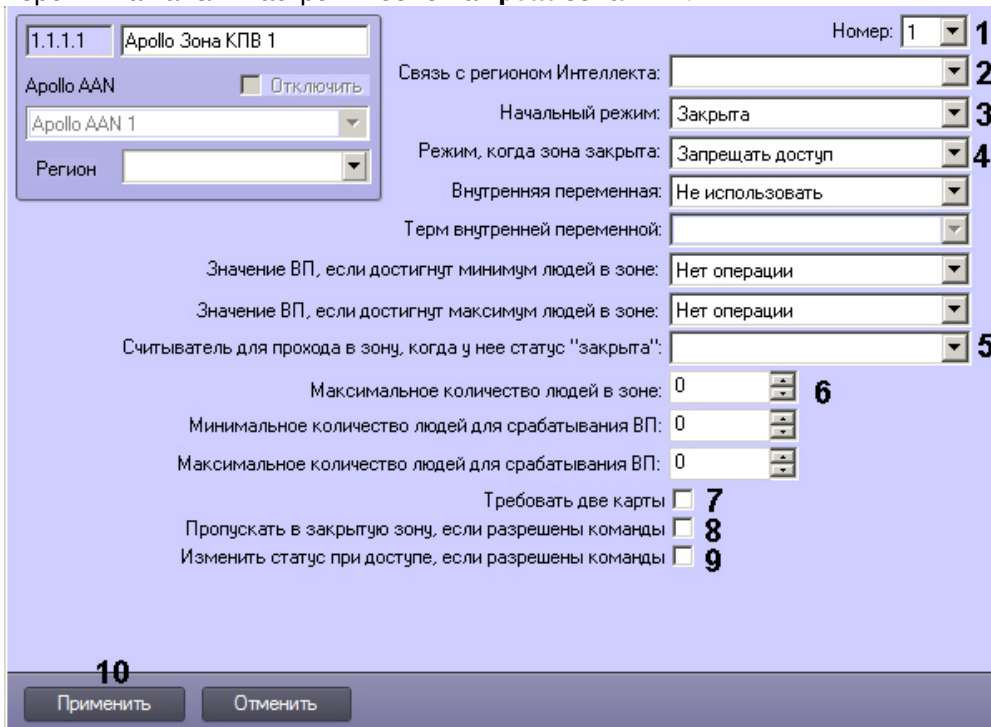 1.1.1.1 Apollo Зона КПВ 1
Номер: 1 1
Apollo AAN Отключить
Связь с регионом Интеллекта: 2
Apollo AAN 1
Начальный режим: Закрыта 3
Регион
Режим, когда зона закрыта: Запрещать доступ 4
Внутренняя переменная: Не использовать
Терм внутренней переменной:
Значение ВП, если достигнут минимум людей в зоне: Нет операции
Значение ВП, если достигнут максимум людей в зоне: Нет операции
Считыватель для прохода в зону, когда у нее статус "закрыта": 5
Максимальное количество людей в зоне: 0 6
Минимальное количество людей для срабатывания ВП: 0
Максимальное количество людей для срабатывания ВП: 0
Требовать две карты 7
Пропускать в закрытую зону, если разрешены команды 8
Изменить статус при доступе, если разрешены команды 9
10
Применить Отменить